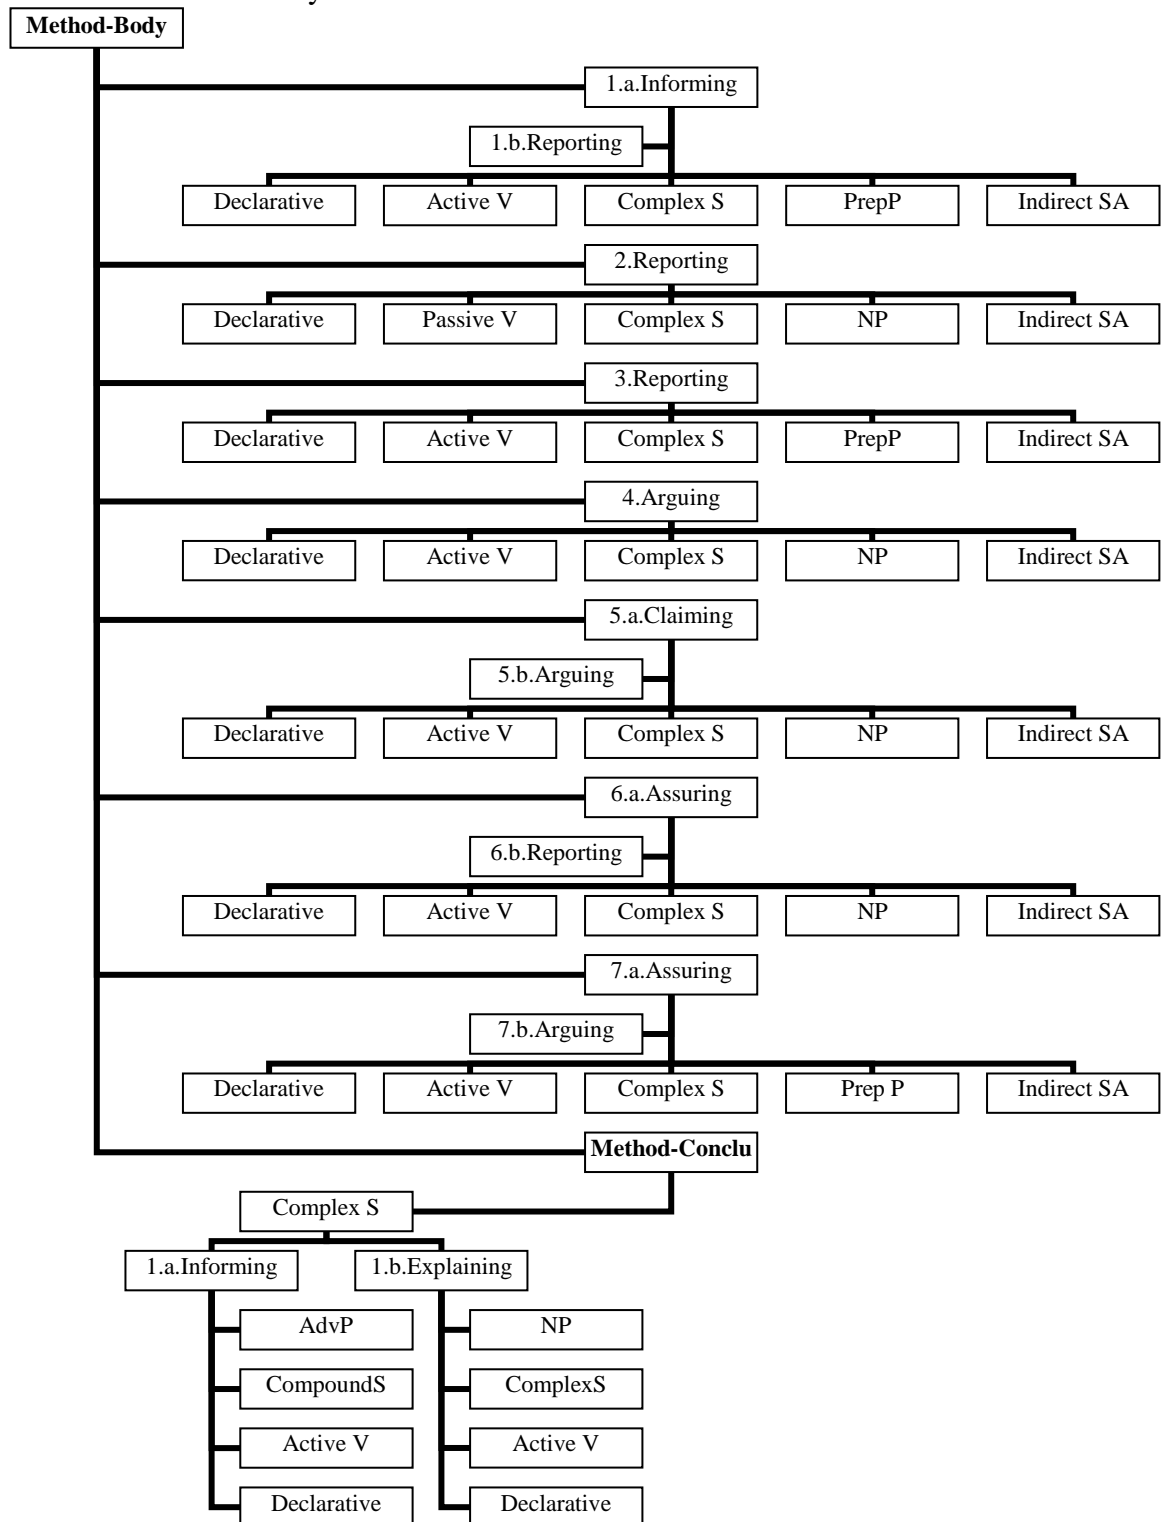 Method-Body
1.a.Informing
1.b.Reporting
Declarative Active V Complex S PrepP Indirect SA
2.Reporting
Declarative Passive V Complex S NP Indirect SA
3.Reporting
Declarative Active V Complex S PrepP Indirect SA
4.Arguing
Declarative Active V Complex S NP Indirect SA
5.a.Claiming
5.b.Arguing
Declarative Active V Complex S NP Indirect SA
6.a.Assuring
6.b.Reporting
Declarative Active V Complex S NP Indirect SA
7.a.Assuring
7.b.Arguing
Declarative Active V Complex S Prep P Indirect SA
Method-Conclu
Complex S
1.a.Informing 1.b.Explaining
AdvP NP
CompoundS ComplexS
Active V Active V
Declarative Declarative